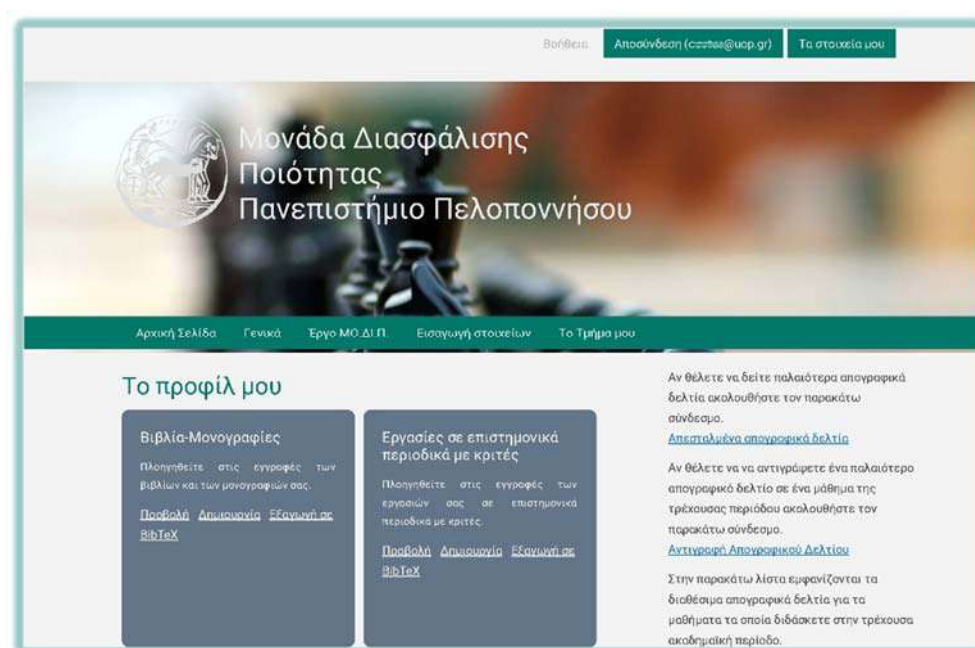 Βοήθεια
Αποσύνδεση (costas@uop.gr)
Τα στοιχεία μου
Μονάδα Διασφάλισης
Ποιότητας
Πανεπιστήμιο Πελοποννήσου
Αρχική Σελίδα Γενικά Έργο ΜΟ.ΔΙ.Π. Εισαγωγή στοιχείων Το Τμήμα μου
Το προφίλ μου
Βιβλία-Μονογραφίες
Πλοηγηθείτε στις εγγραφές των
βιβλίων και των μονογραφιών σας.
Προβολή Δημιουργία Εξαγωγή σε
BibTeX
Εργασίες σε επιστημονικά
περιοδικά με κριτές
Πλοηγηθείτε στις εγγραφές των
εργασιών σας σε επιστημονικά
περιοδικά με κριτές.
Προβολή Δημιουργία Εξαγωγή σε
BibTeX
Αν θέλετε να δείτε παλαιότερα απογραφικά
δελτία ακολουθήστε τον παρακάτω
σύνδεσμο.
Απεσταλμένα απογραφικά δελτία
Αν θέλετε να να αντιγράψετε ένα παλαιότερο
απογραφικό δελτίο σε ένα μάθημα της
τρέχουσας περιόδου ακολουθήστε τον
παρακάτω σύνδεσμο.
Αντιγραφή Απογραφικού Δελτίου
Στην παρακάτω λίστα εμφανίζονται τα
διαθέσιμα απογραφικά δελτία για τα
μαθήματα τα οποία διδάσκετε στην τρέχουσα
ακαδημαϊκή περίοδο.